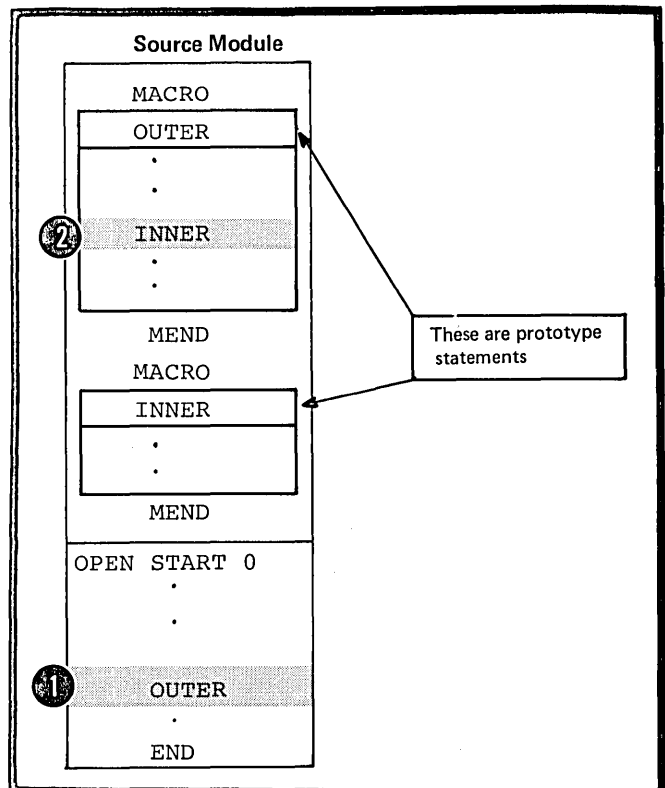 Source Module
MACRO
OUTER
.
.
2 INNER
.
.
MEND
MACRO
INNER
.
.
MEND
These are prototype
statements
OPEN START 0
.
.
1 OUTER
.
END